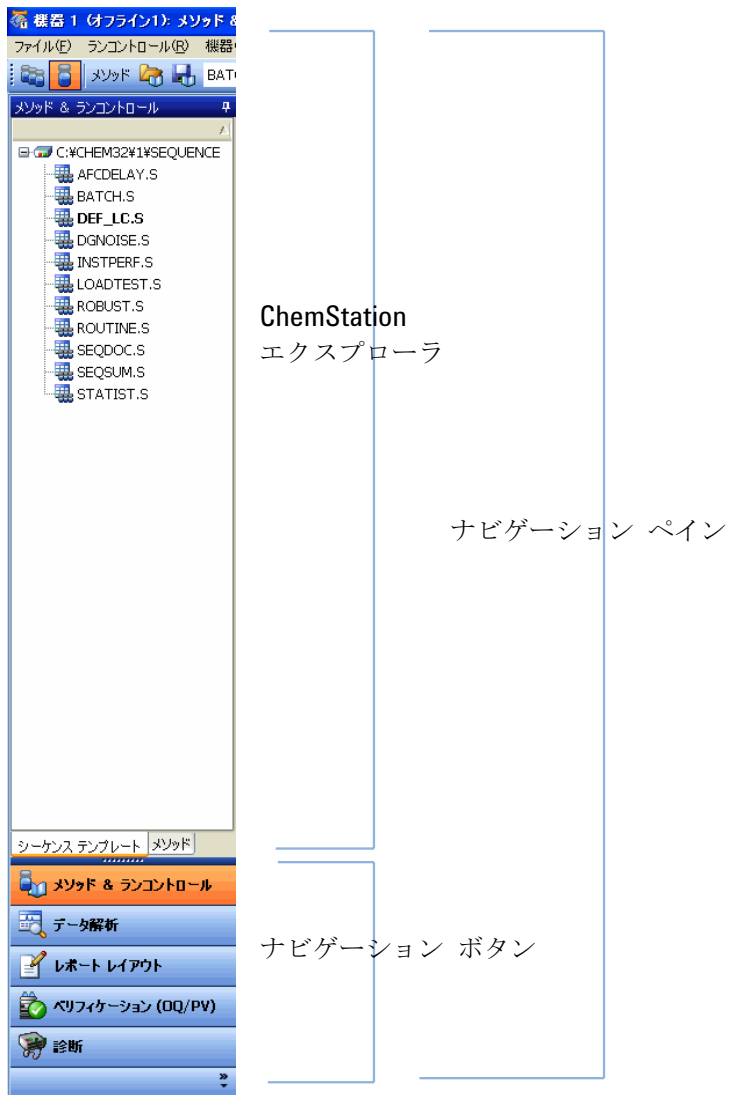 機器 1 (オフライン1): メソッド &
ファイル(F) ランコントロール(R) 機器
メソッド BAT
メソッド & ランコントロール
C:¥CHEM32¥1¥SEQUENCE
AFCDELAY.S
BATCH.S
DEF_LC.S
DGNOISE.S
INSTPERF.S
LOADTEST.S
ROBUST.S
ROUTINE.S
SEQDOC.S
SEQSUM.S
STATIST.S
ChemStation
エクスプローラ
ナビゲーション ペイン
シーケンス テンプレート メソッド
メソッド & ランコントロール
データ解析
レポート レイアウト
ベリフィケーション (OQ/PV)
診断
ナビゲーション ボタン